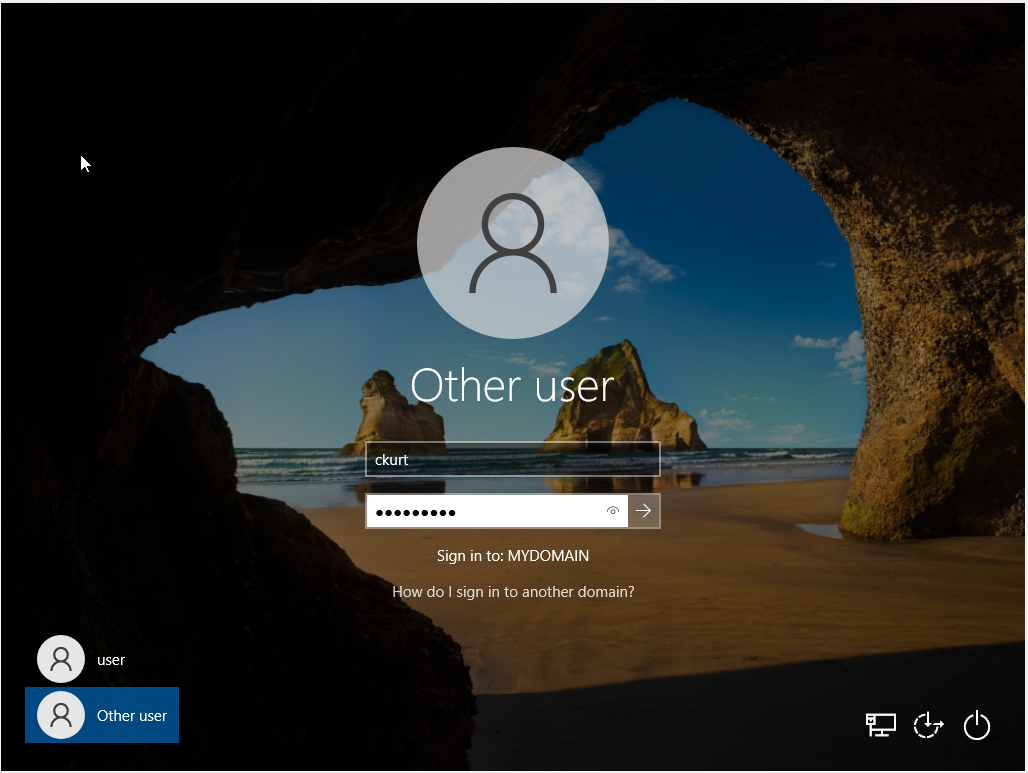 Other user
ckurt
•••••••••
Sign in to: MYDOMAIN
How do I sign in to another domain?
user
Other user